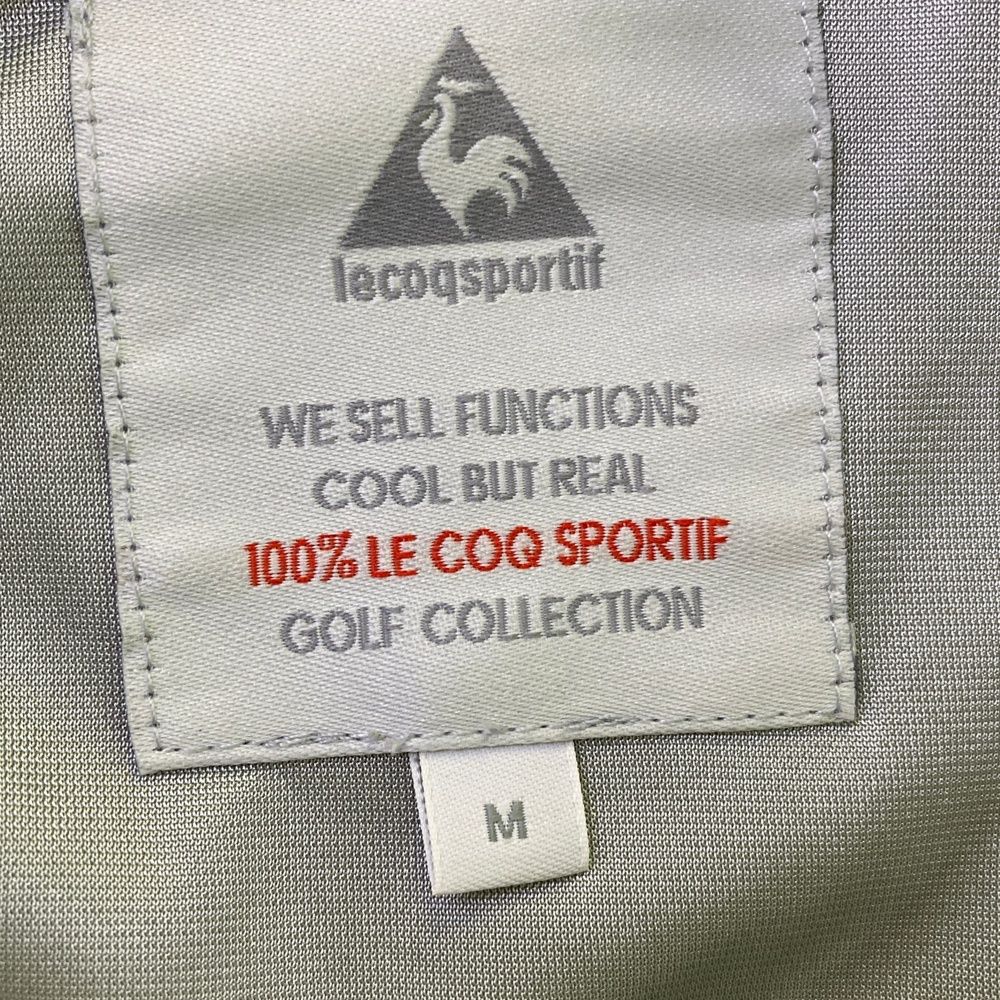 lecoqsportif
WE SELL FUNCTIONS
COOL BUT REAL
100% LE COQ SPORTIF
GOLF COLLECTION
M